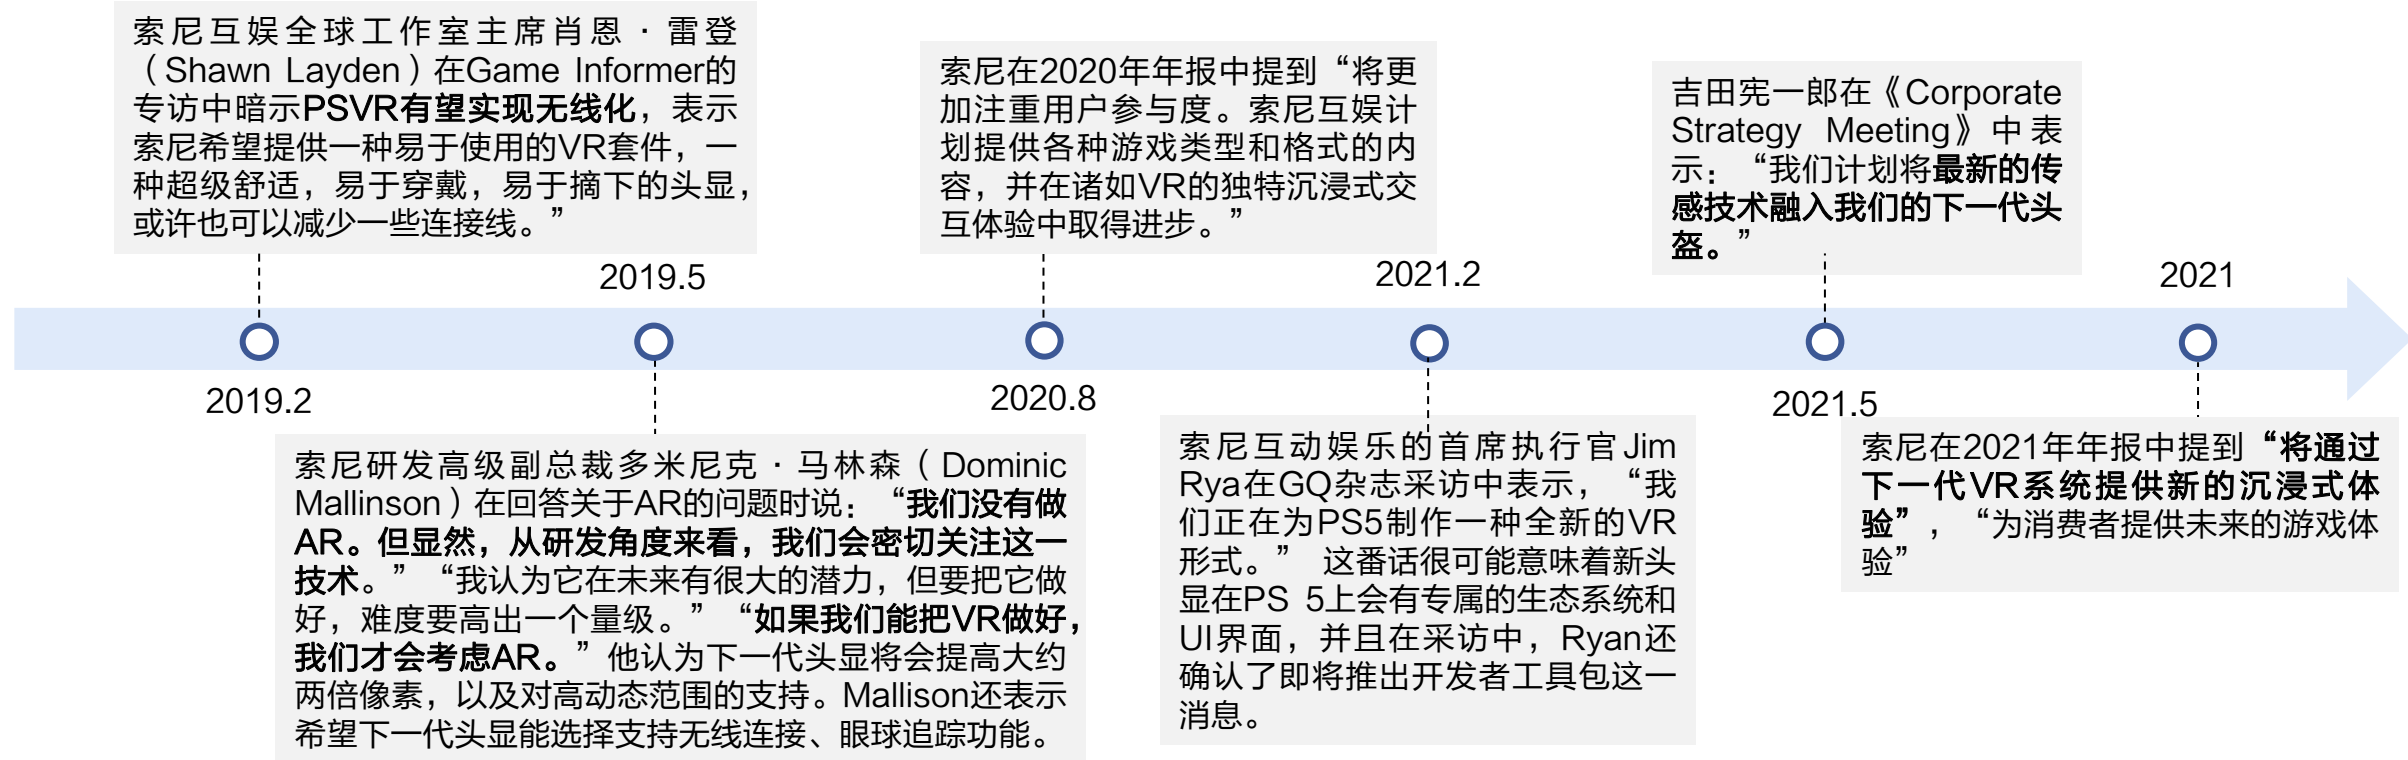 索尼互娱全球工作室主席肖恩·雷登
（Shawn Layden）在Game Informer的
专访中暗示PSVR有望实现无线化，表示
索尼希望提供一种易于使用的VR套件，一
种超级舒适，易于穿戴，易于摘下的头显，
或许也可以减少一些连接线。”
2019.2
2019.5
索尼研发高级副总裁多米尼克·马林森（Dominic
Mallinson）在回答关于AR的问题时说：“我们没有做
AR。但显然，从研发角度来看，我们会密切关注这一
技术。”“我认为它在未来有很大的潜力，但要把它做
好，难度要高出一个量级。”“如果我们能把VR做好，
我们才会考虑AR。”他认为下一代头显将会提高大约
两倍像素，以及对高动态范围的支持。Mallison还表示
希望下一代头显能选择支持无线连接、眼球追踪功能。
索尼在2020年年报中提到“将更
加注重用户参与度。索尼互娱计
划提供各种游戏类型和格式的内
容，并在诸如VR的独特沉浸式交
互体验中取得进步。”
2020.8
2021.2
索尼互动娱乐的首席执行官Jim
Rya在GQ杂志采访中表示，“我
们正在为PS5制作一种全新的VR
形式。” 这番话很可能意味着新头
显在PS 5上会有专属的生态系统和
UI界面，并且在采访中，Ryan还
确认了即将推出开发者工具包这一
消息。
吉田宪一郎在《Corporate
Strategy Meeting》中表
示：“我们计划将最新的传
感技术融入我们的下一代头
盔。”
2021.5
2021
索尼在2021年年报中提到“将通过
下一代VR系统提供新的沉浸式体
验”，“为消费者提供未来的游戏体
验”